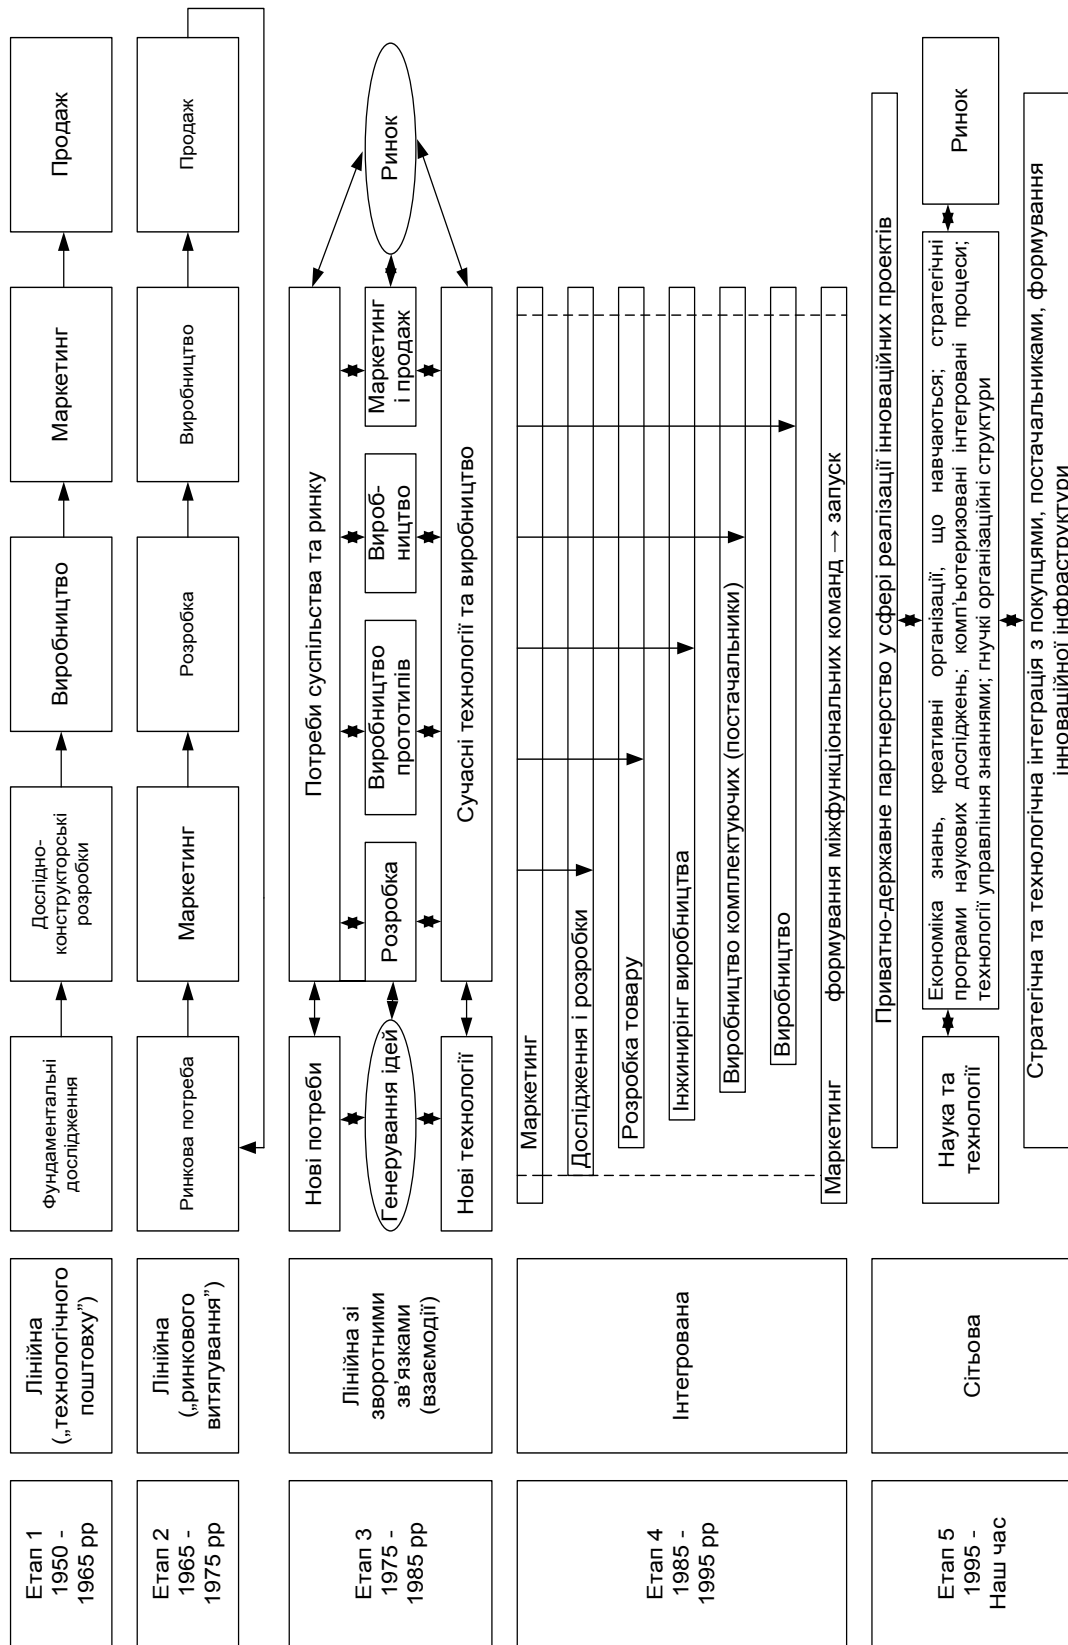 Етап 1
1950 -
1965 рр
Лінійна
(„технологічного
поштовху”)
Фундаментальні
дослідження
Дослідно-
конструкторські
розробки
Виробництво
Маркетинг
Продаж
Етап 2
1965 -
1975 рр
Лінійна
(„ринкового
витягування”)
Ринкова потреба
Маркетинг
Розробка
Виробництво
Продаж
Етап 3
1975 -
1985 рр
Лінійна зі
зворотними
зв’язками
(взаємодії)
Нові потреби
Потреби суспільства та ринку
Генерування ідей
Розробка
Виробництво
прототипів
Вироб-
ництво
Маркетинг
і продаж
Ринок
Нові технології
Сучасні технології та виробництво
Етап 4
1985 -
1995 рр
Інтегрована
Маркетинг
Дослідження і розробки
Розробка товару
Інжинирінг виробництва
Виробництво комплектуючих (постачальники)
Виробництво
Маркетинг формування міжфункціональних команд → запуск
Етап 5
1995 -
Наш час
Сітьова
Приватно-державне партнерство у сфері реалізації інноваційних проектів
Наука та
технології
Економіка знань, креативні організації, що навчаються; стратегічні
програми наукових досліджень; комп’ютеризовані інтегровані процеси;
технології управління знаннями; гнучкі організаційні структури
Ринок
Стратегічна та технологічна інтеграція з покупцями, постачальниками, формування
інноваційної інфраструктури